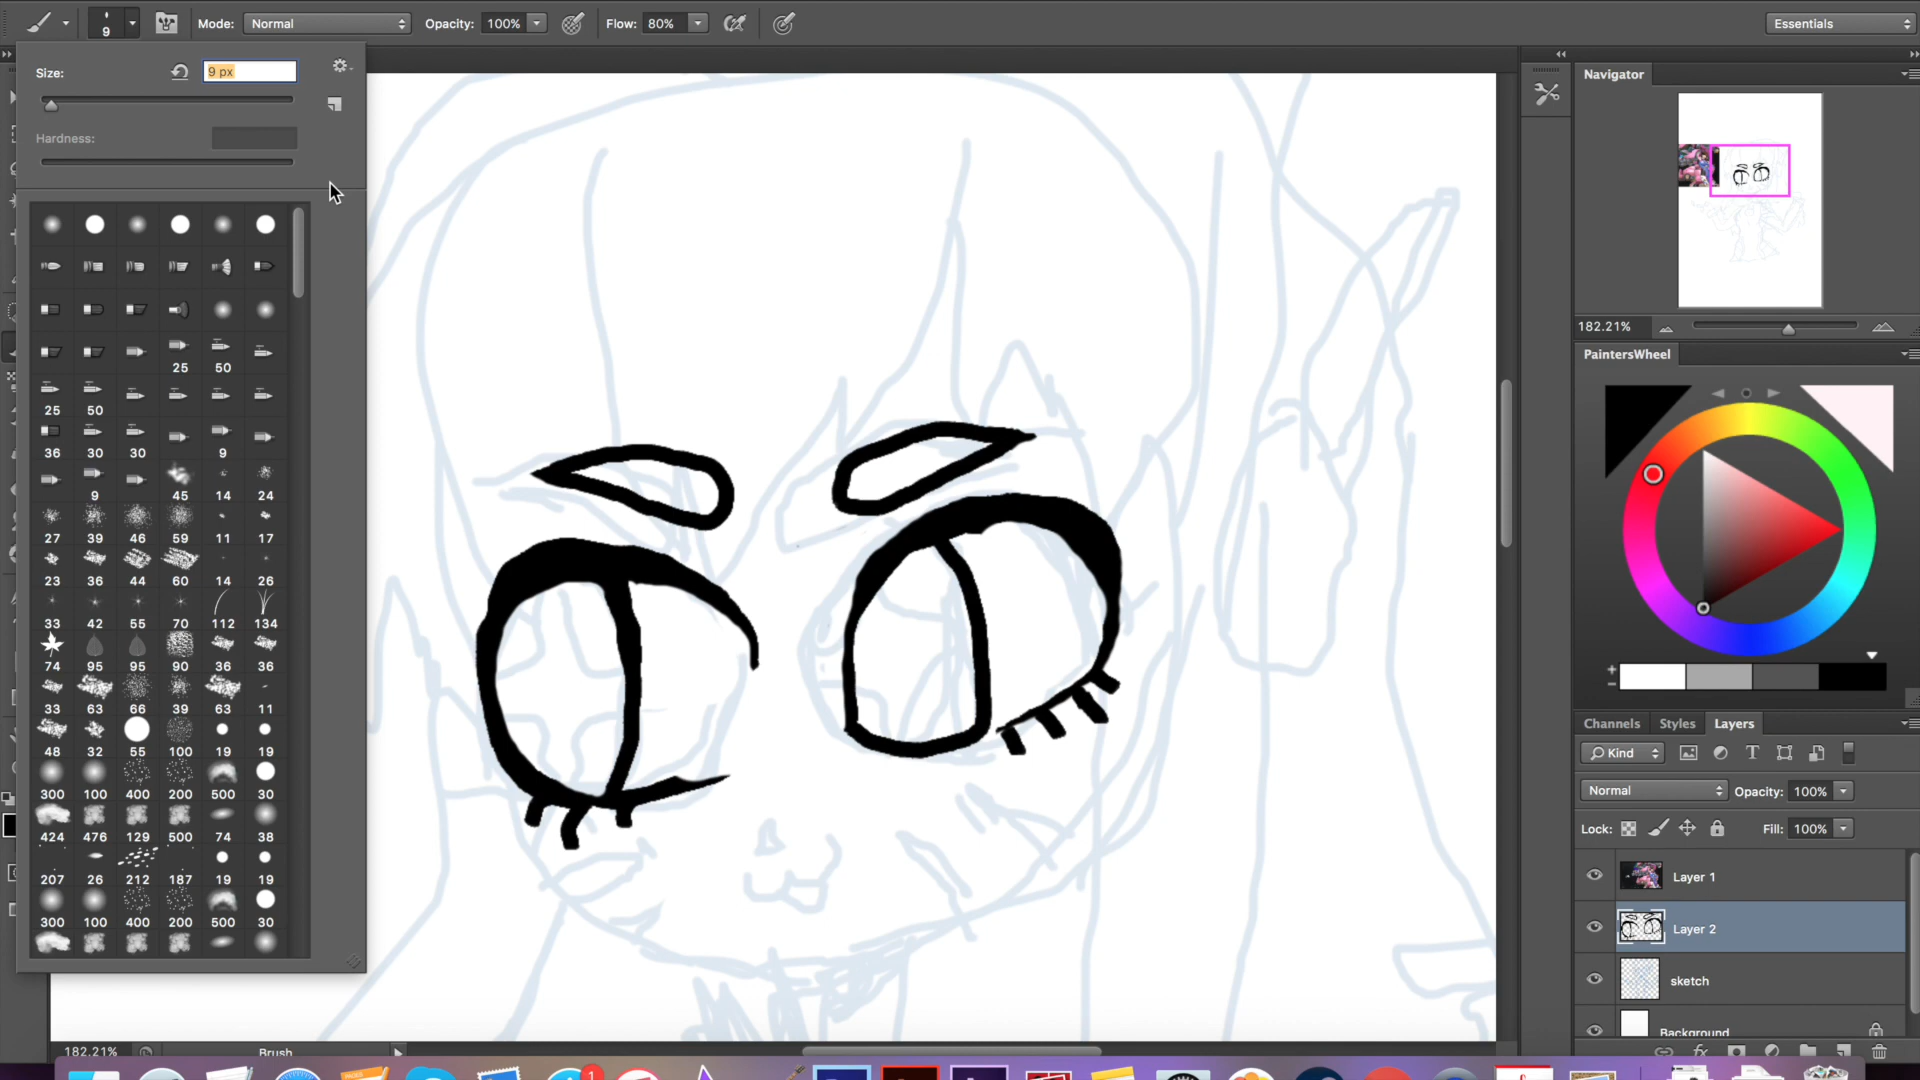 9
Mode: Normal Opacity: 100% Flow: 80% Essentials
Size: 9 px
Hardness:
25 50
25 50
36 30 30 9
9 45 14 24
27 39 46 59 11 17
23 36 44 60 14 26
33 42 55 70 112 134
74 95 95 90 36 36
33 63 66 39 63 11
48 32 55 100 19 19
300 100 400 200 500 30
424 476 129 500 74 38
207 26 212 187 19 19
300 100 400 200 500 30
182.21% Brush
Navigator
182.21%
PaintersWheel
Channels Styles Layers
Kind
Normal Opacity: 100%
Lock: Fill: 100%
Layer 1
Layer 2
sketch
Background
1